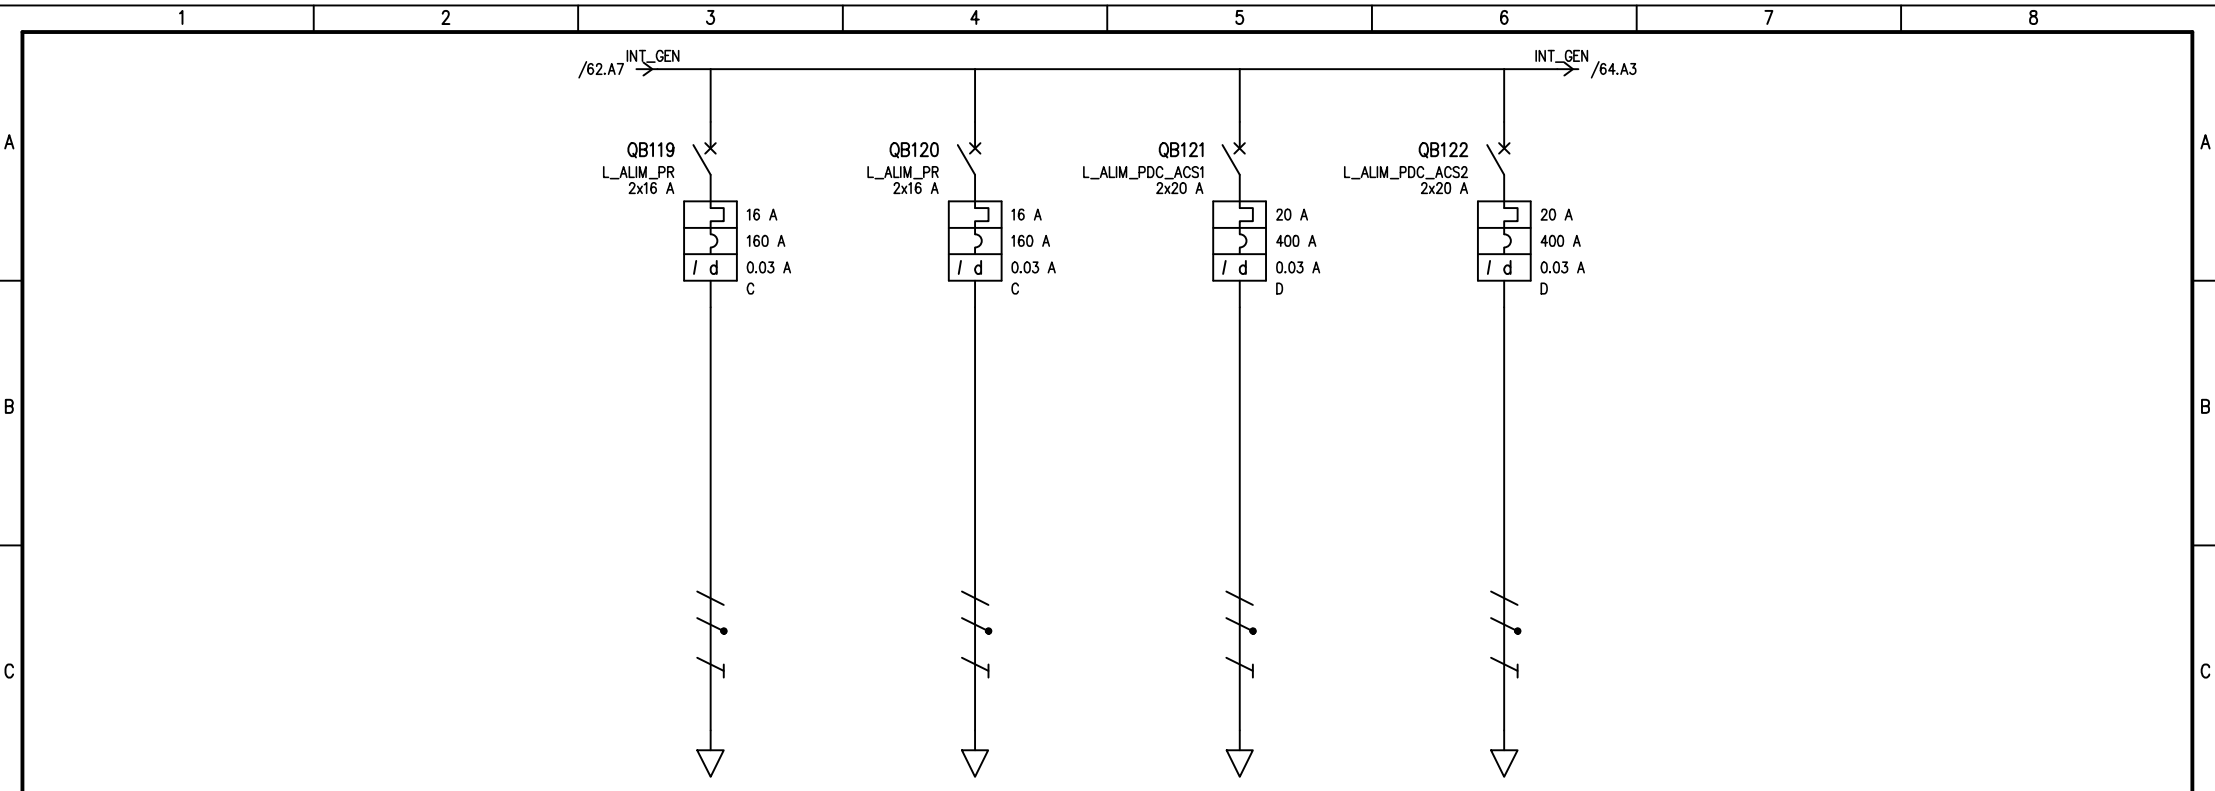 1 2 3 4 5 6 7 8
INT_GEN INT_GEN
/62.A7 /64.A3
A A
QB119 QB120 QB121 QB122
L_ALIM_PR L_ALIM_PR L_ALIM_PDC_ACS1 L_ALIM_PDC_ACS2
2x16 A 2x16 A 2x20 A 2x20 A
16 A 16 A 20 A 20 A
160 A 160 A 400 A 400 A
I d 0.03 A I d 0.03 A I d 0.03 A I d 0.03 A
C C D D
B B
C C